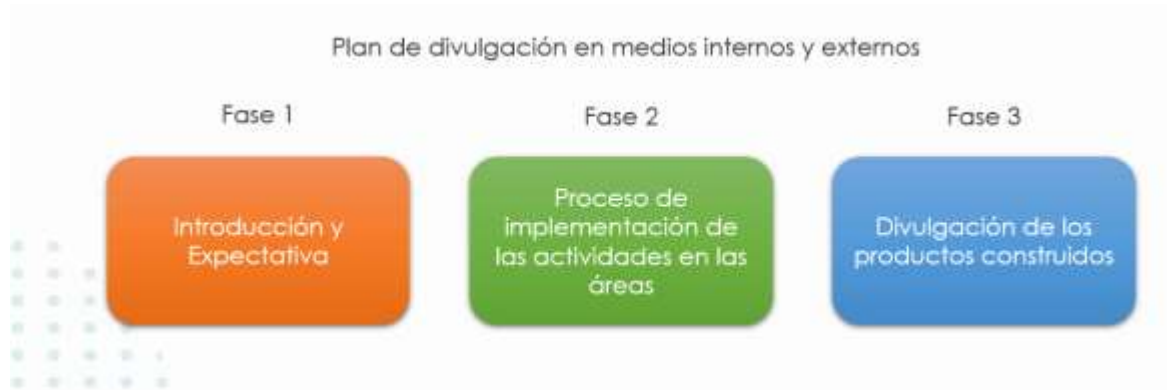 Plan de divulgación en medios internos y externos
Fase 1
Fase 2
Fase 3
Introducción y
Expectativa
Proceso de
implementación de
las actividades en las
áreas
Divulgación de los
productos construidos